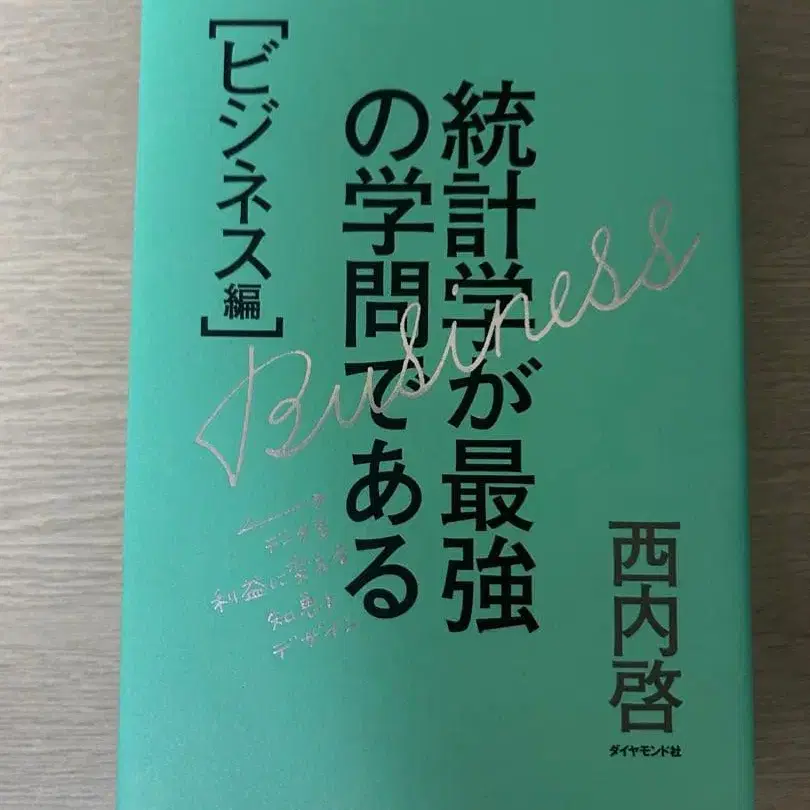 統計学が最強
の学問である
[ビジネス編]
Business
データを
利益に変える
知恵と
デザイン
西内啓
ダイヤモンド社